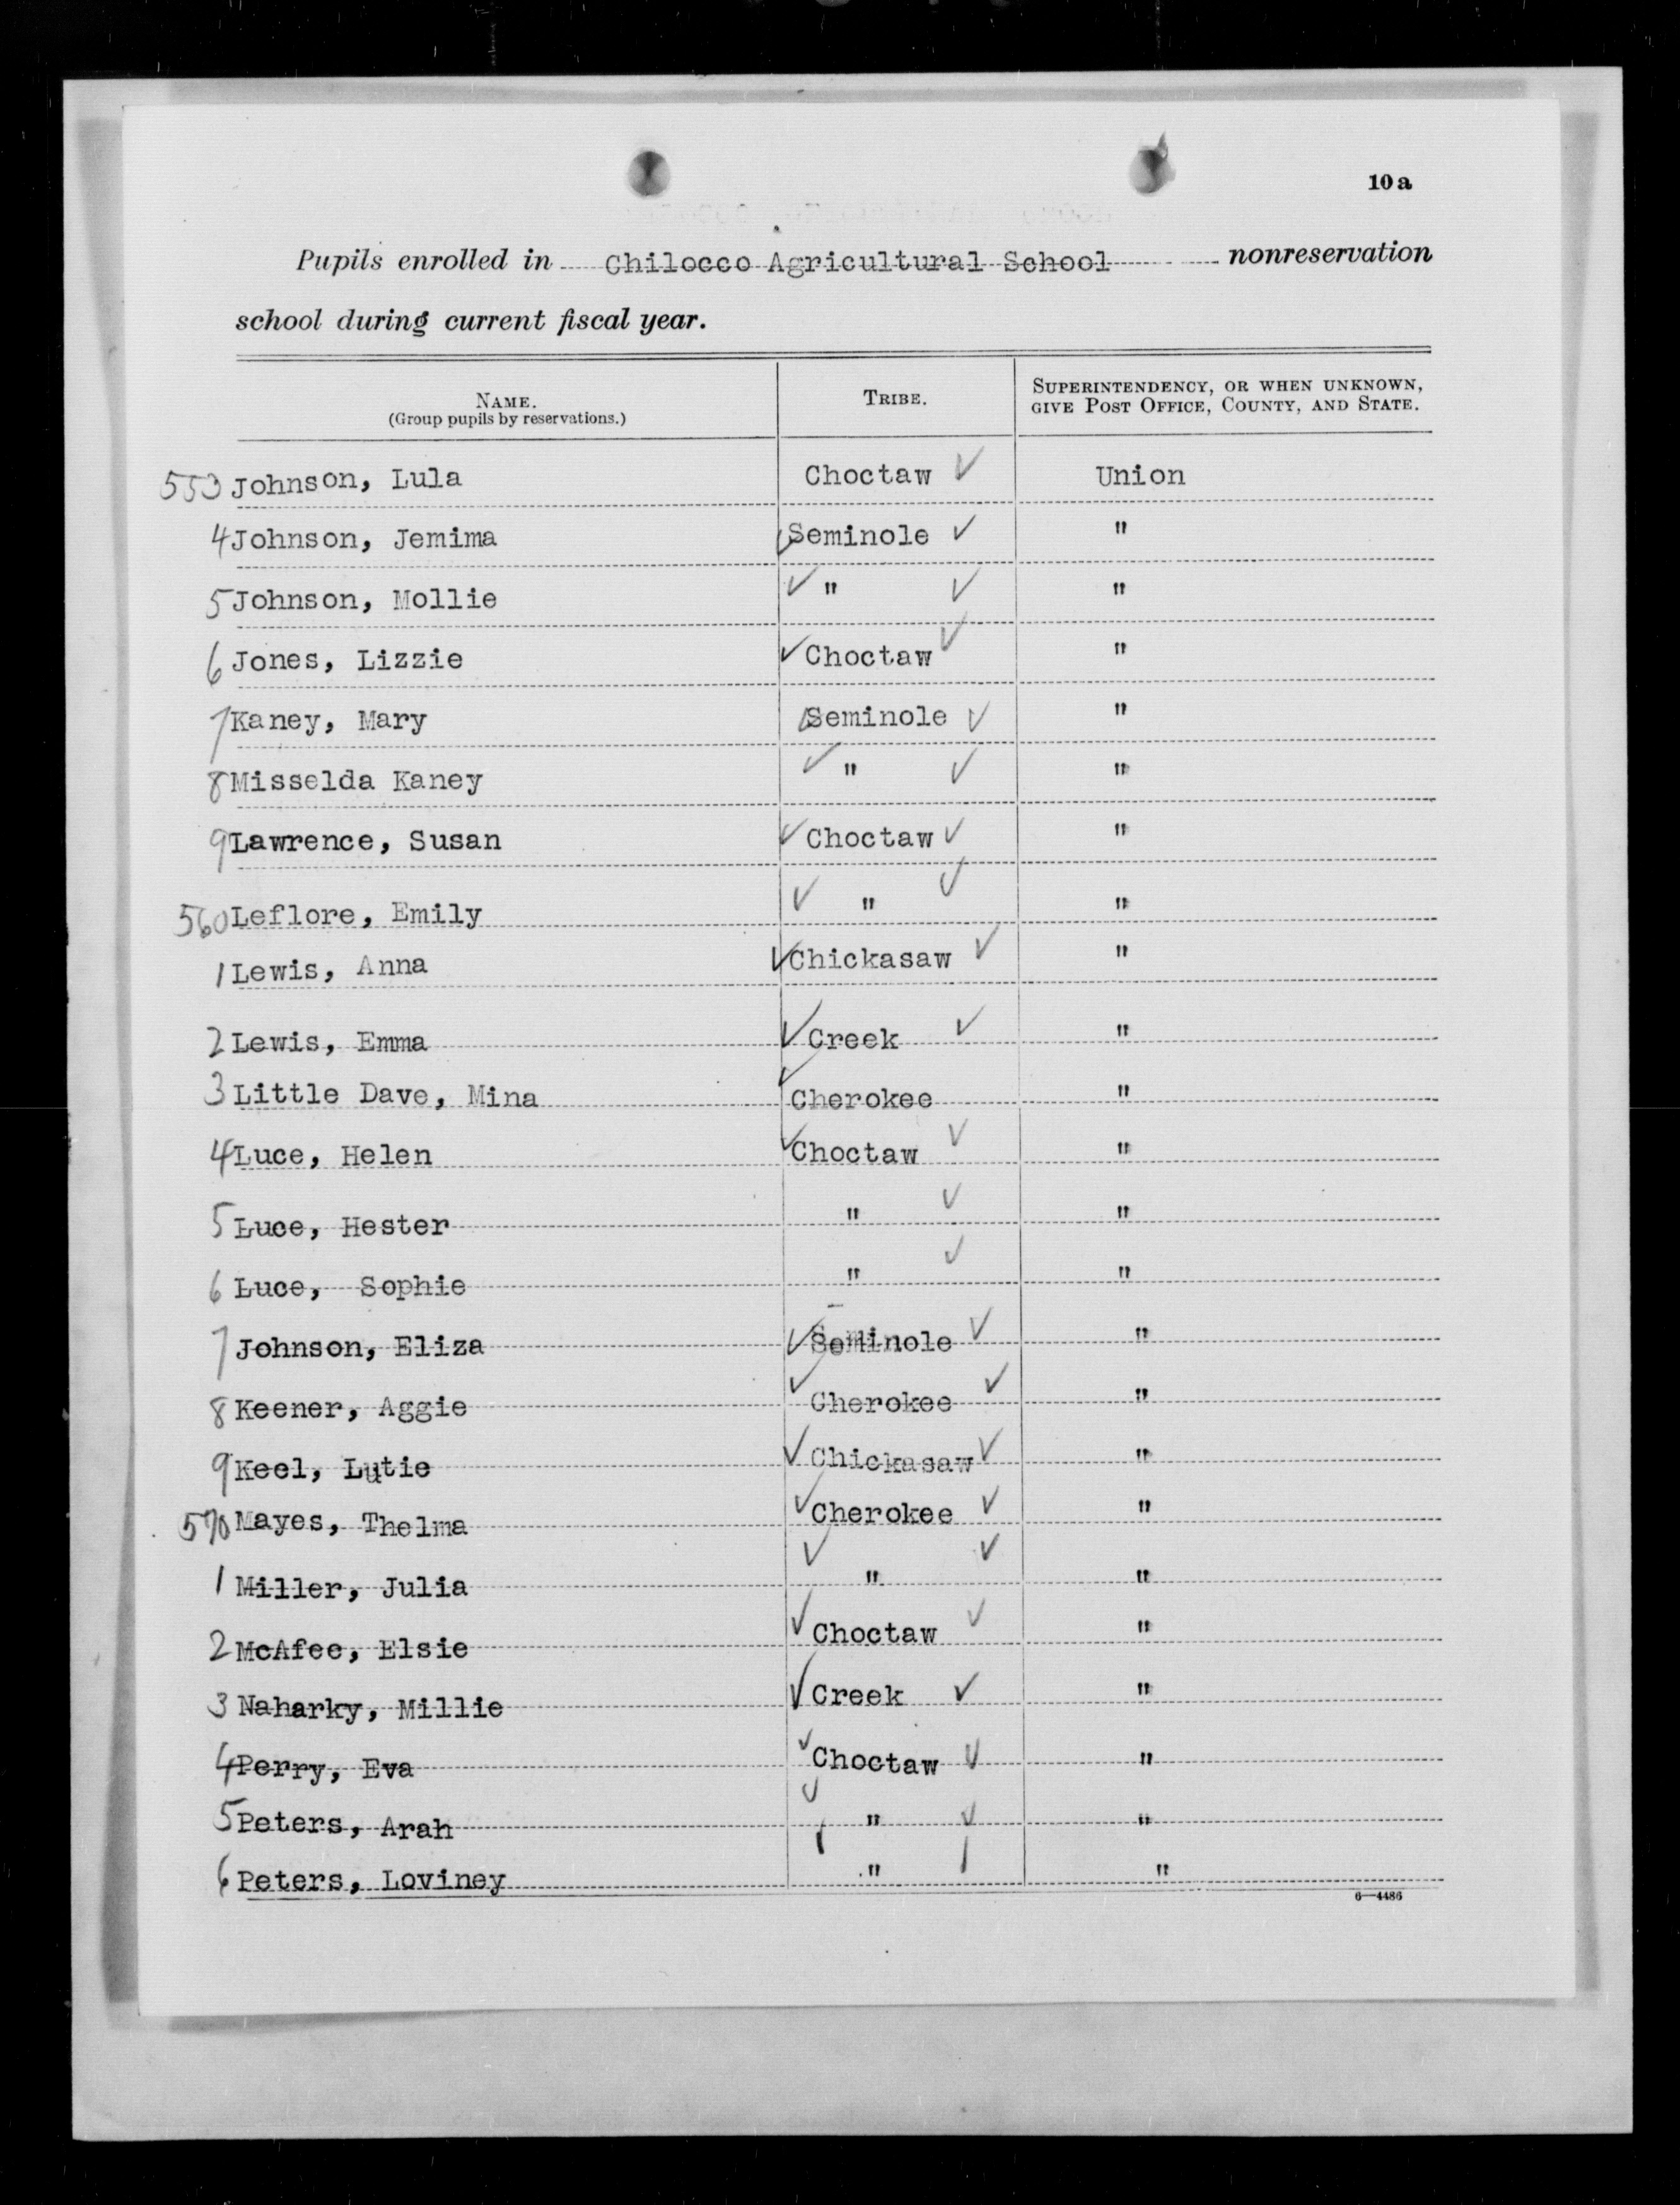 10a
Pupils enrolled in Chilocco Agricultural School nonreservation
school during current fiscal year.
NAME. (Group pupils by reservations.) TRIBE. SUPERINTENDENCY, OR WHEN UNKNOWN, GIVE POST OFFICE, COUNTY, AND STATE.
553 Johnson, Lula Choctaw ✓ Union
4 Johnson, Jemima ✓ Seminole ✓ "
5 Johnson, Mollie ✓ " ✓ "
6 Jones, Lizzie ✓ Choctaw ✓ "
7 Kaney, Mary ✓ Seminole ✓ "
8 Misselda Kaney ✓ " ✓ "
9 Lawrence, Susan ✓ Choctaw ✓ "
560 Leflore, Emily ✓ " ✓ "
1 Lewis, Anna ✓ Chickasaw ✓ "
2 Lewis, Emma ✓ Creek ✓ "
3 Little Dave, Mina ✓ Cherokee "
4 Luce, Helen ✓ Choctaw ✓ "
5 Luce, Hester " ✓ "
6 Luce, Sophie " ✓ "
7 Johnson, Eliza ✓ Seminole ✓ "
8 Keener, Aggie ✓ Cherokee ✓ "
9 Keel, Lutie ✓ Chickasaw ✓ "
570 Mayes, Thelma ✓ Cherokee ✓ "
1 Miller, Julia ✓ " ✓ "
2 McAfee, Elsie ✓ Choctaw ✓ "
3 Naharky, Millie ✓ Creek ✓ "
4 Perry, Eva ✓ Choctaw ✓ "
5 Peters, Arah ✓ " ✓ "
6 Peters, Loviney " "
6—4486